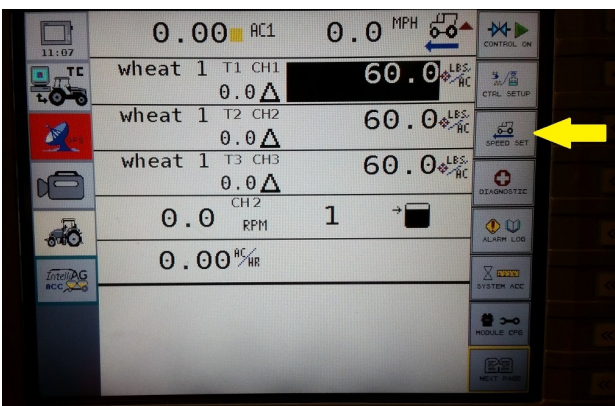 11:07
0.00 AC1 0.0 MPH
CONTROL ON
TC
wheat 1 T1 CH1 60.0 LBS/AC
0.0 Δ
CTRL SETUP
wheat 1 T2 CH2 60.0 LBS/AC
0.0 Δ
SPEED SET
GPS
wheat 1 T3 CH3 60.0 LBS/AC
0.0 Δ
DIAGNOSTIC
0.0 CH2 RPM 1
ALARM LOG
0.00 AC/HR
IntelliAG
ACC
SYSTEM ACC
MODULE CFG
NEXT PAGE